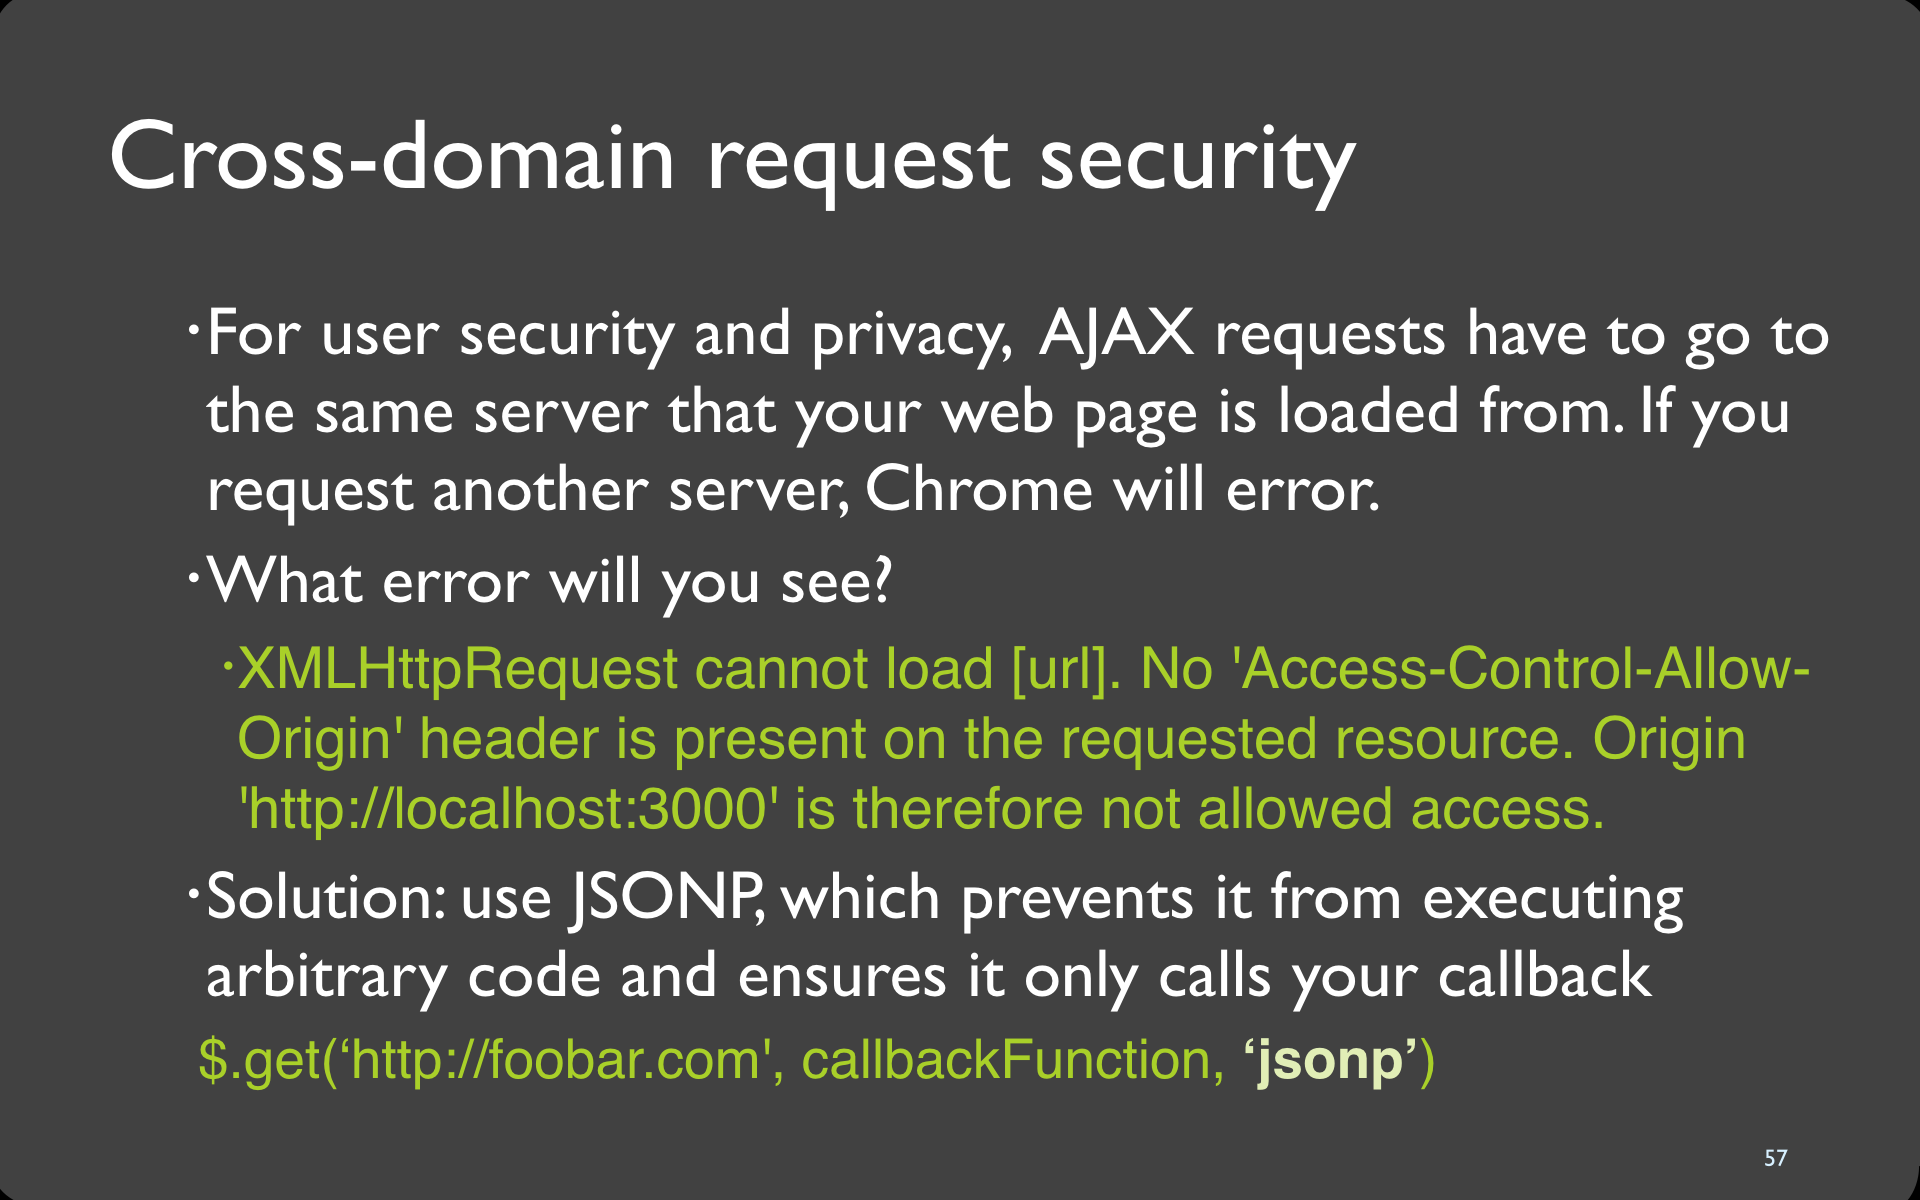 Cross-domain request security
•For user security and privacy, AJAX requests have to go to
the same server that your web page is loaded from. If you
request another server, Chrome will error.
•What error will you see?
•XMLHttpRequest cannot load [url]. No 'Access-Control-Allow-
Origin' header is present on the requested resource. Origin
'http://localhost:3000' is therefore not allowed access.
•Solution: use JSONP, which prevents it from executing
arbitrary code and ensures it only calls your callback
$.get(‘http://foobar.com', callbackFunction, ‘jsonp’)
57